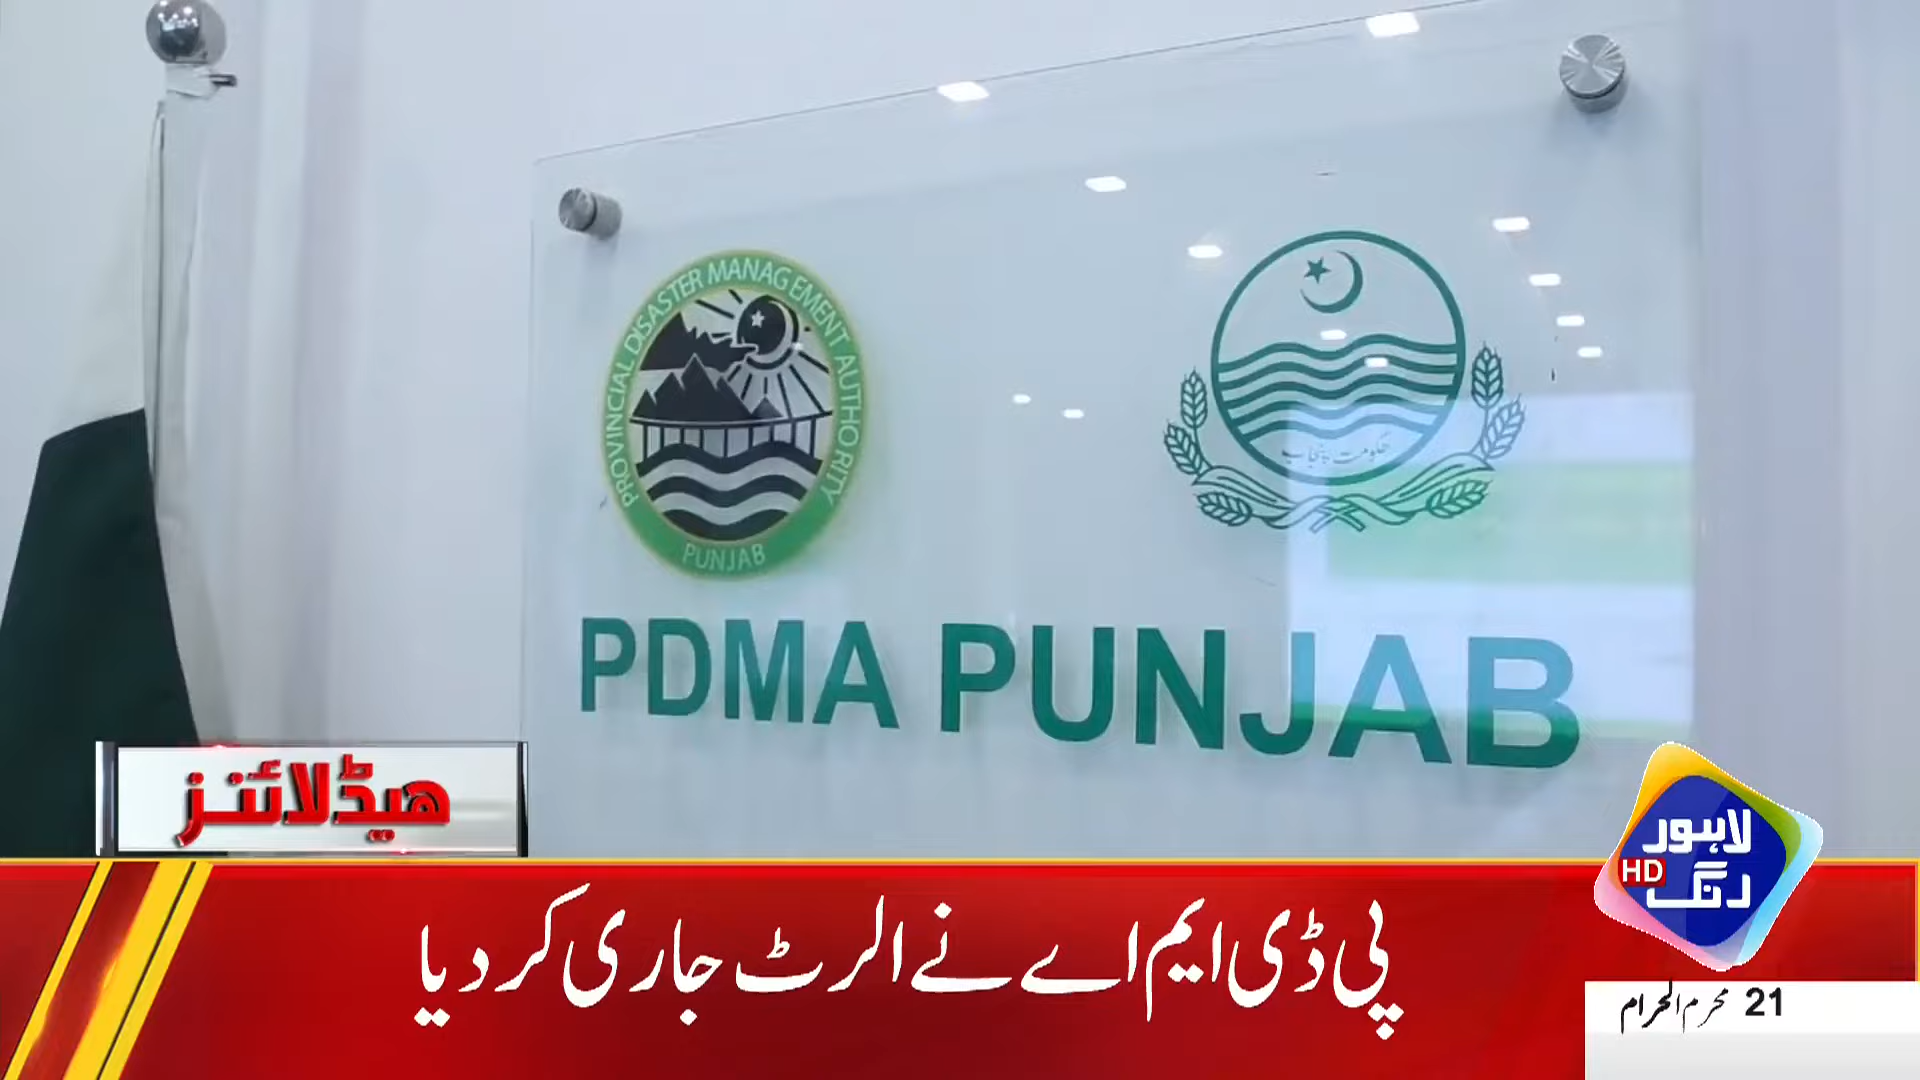 PROVINCIAL DISASTER MANAGEMENT AUTHORITY
PUNJAB
حکومت پنجاب
PDMA PUNJAB
ہیڈلائنز
لاہور
رنگ
HD
پی ڈی ایم اے نے الرٹ جاری کر دیا
21 محرم الحرام